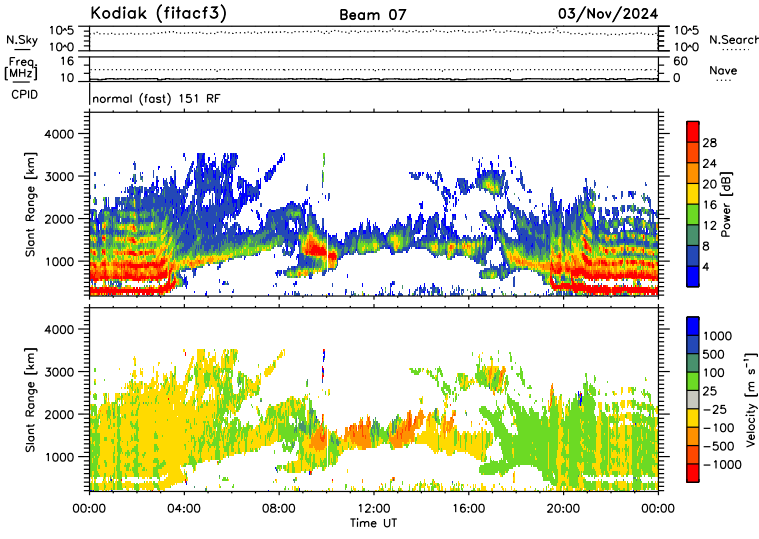 Kodiak (fitacf3) Beam 07 03/Nov/2024
N.Sky 10^5 10^0 10^5 10^0 N.Search
Freq. [MHz] 16 10 60 0 Nave
CPID normal (fast) 151 RF
Slant Range [km] 4000 3000 2000 1000
Power [dB] 28 24 20 16 12 8 4
Slant Range [km] 4000 3000 2000 1000
Velocity [m s⁻¹] 1000 500 100 25 −25 −100 −500 −1000
00:00 04:00 08:00 12:00 16:00 20:00 00:00
Time UT